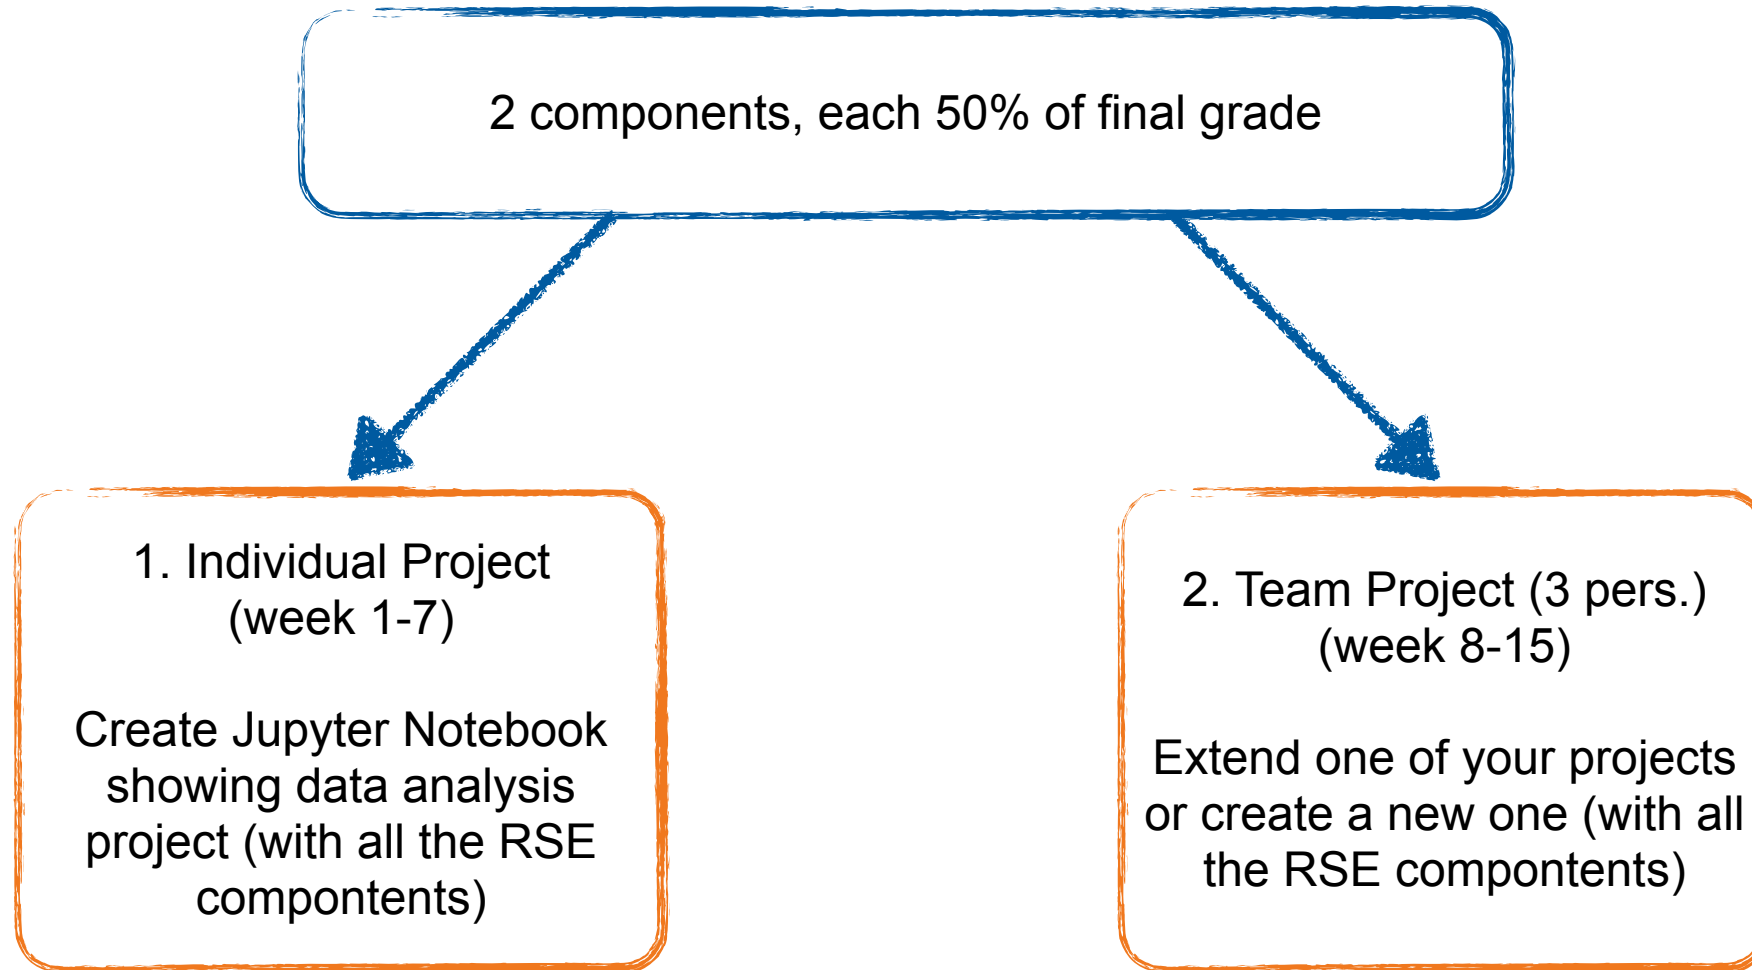 2 components, each 50% of final grade
1. Individual Project
(week 1-7)
Create Jupyter Notebook
showing data analysis
project (with all the RSE
compontents)
2. Team Project (3 pers.)
(week 8-15)
Extend one of your projects
or create a new one (with all
the RSE compontents)